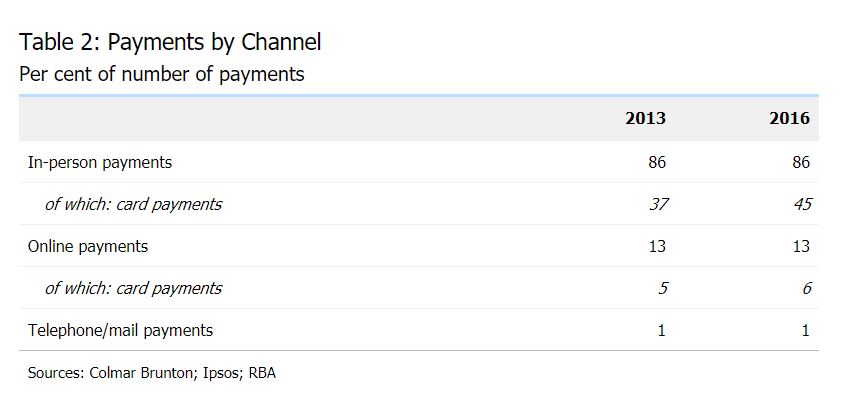 Table 2: Payments by Channel
Per cent of number of payments
2013 2016
In-person payments 86 86
of which: card payments 37 45
Online payments 13 13
of which: card payments 5 6
Telephone/mail payments 1 1
Sources: Colmar Brunton; Ipsos; RBA